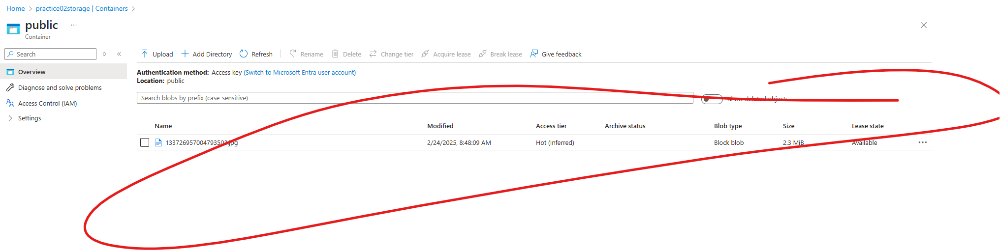 Home > practice02storage | Containers >
public ...
Container
Search
Overview
Diagnose and solve problems
Access Control (IAM)
Settings
Upload Add Directory Refresh Rename Delete Change tier Acquire lease Break lease Give feedback
Authentication method: Access key (Switch to Microsoft Entra user account)
Location: public
Search blobs by prefix (case-sensitive)
Show deleted objects
Name Modified Access tier Archive status Blob type Size Lease state
133726957004793502.jpg 2/24/2025, 8:48:09 AM Hot (Inferred) Block blob 2.3 MiB Available